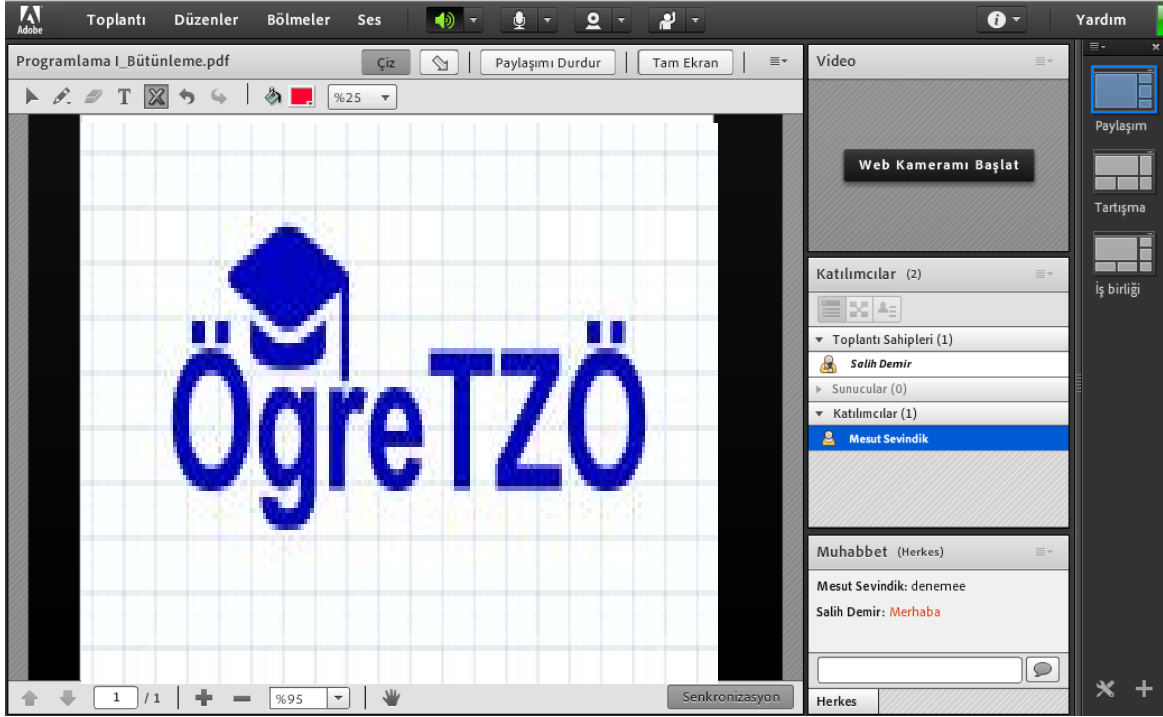 Adobe
Toplantı Düzenler Bölmeler Ses Yardım
Programlama I_Bütünleme.pdf
Çiz
Paylaşımı Durdur
Tam Ekran
T
%25
ÖğreTZÖ
1 / 1
%95
Senkronizasyon
Video
Web Kameramı Başlat
Katılımcılar (2)
Toplantı Sahipleri (1)
Salih Demir
Sunucular (0)
Katılımcılar (1)
Mesut Sevindik
Muhabbet (Herkes)
Mesut Sevindik: denemee
Salih Demir: Merhaba
Herkes
Paylaşım
Tartışma
İş birliği